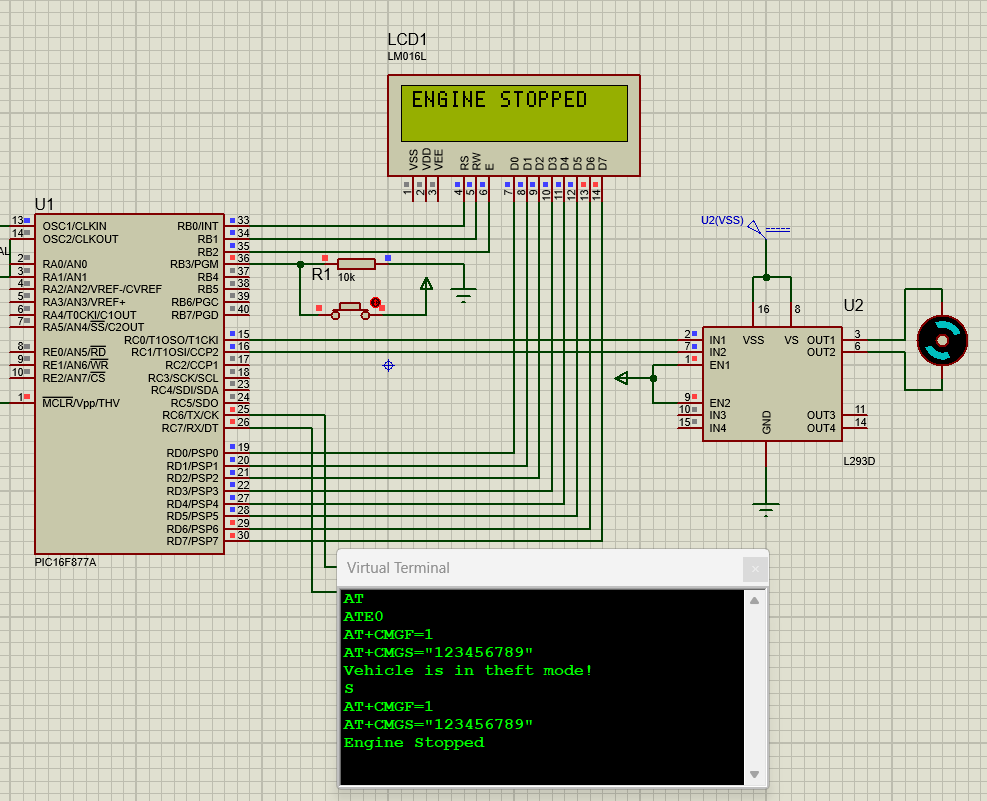 LCD1
LM016L
ENGINE STOPPED
VSS VDD VEE RS RW E D0 D1 D2 D3 D4 D5 D6 D7
1 2 3 4 5 6 7 8 9 10 11 12 13 14
U1
13 OSC1/CLKIN RB0/INT 33
14 OSC2/CLKOUT RB1 34
RB2 35
AL
2 RA0/AN0 RB3/PGM 36
3 RA1/AN1 RB4 37
4 RA2/AN2/VREF-/CVREF RB5 38
5 RA3/AN3/VREF+ RB6/PGC 39
6 RA4/T0CKI/C1OUT RB7/PGD 40
7 RA5/AN4/SS/C2OUT
RC0/T1OSO/T1CKI 15
8 RE0/AN5/RD RC1/T1OSI/CCP2 16
9 RE1/AN6/WR RC2/CCP1 17
10 RE2/AN7/CS RC3/SCK/SCL 18
RC4/SDI/SDA 23
1 MCLR/Vpp/THV RC5/SDO 24
RC6/TX/CK 25
RC7/RX/DT 26
RD0/PSP0 19
RD1/PSP1 20
RD2/PSP2 21
RD3/PSP3 22
RD4/PSP4 27
RD5/PSP5 28
RD6/PSP6 29
RD7/PSP7 30
PIC16F877A
R1 10k
U2(VSS)
16 8 U2
2 IN1 VSS VS OUT1 3
7 IN2 OUT2 6
1 EN1
9 EN2
10 IN3 OUT3 11
15 IN4 GND OUT4 14
L293D
Virtual Terminal
AT
ATE0
AT+CMGF=1
AT+CMGS="123456789"
Vehicle is in theft mode!
S
AT+CMGF=1
AT+CMGS="123456789"
Engine Stopped